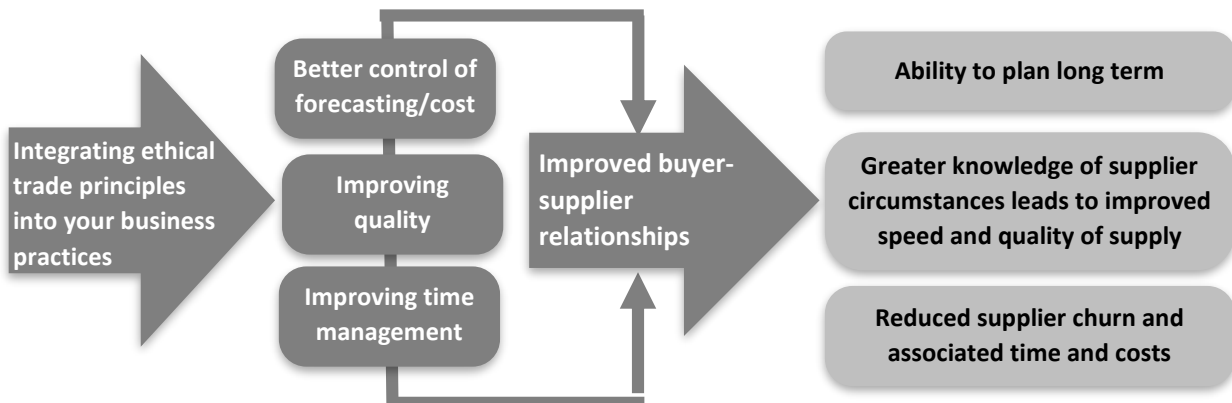 Integrating ethical
trade principles
into your business
practices
Better control of
forecasting/cost
Improving
quality
Improving time
management
Improved buyer-
supplier
relationships
Ability to plan long term
Greater knowledge of supplier
circumstances leads to improved
speed and quality of supply
Reduced supplier churn and
associated time and costs